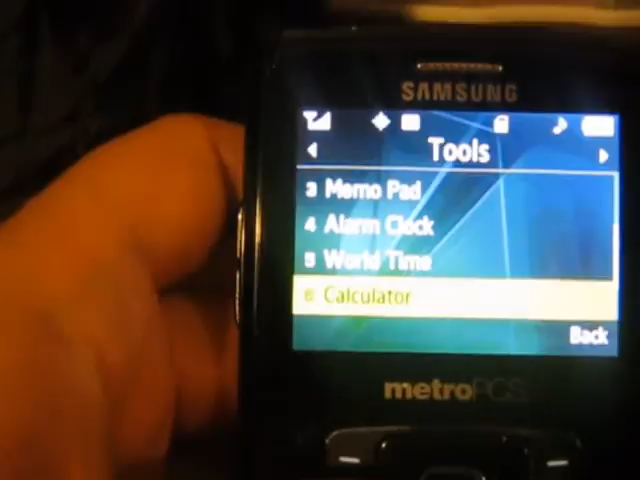 SAMSUNG
Tools
3 Memo Pad
4 Alarm Clock
5 World Time
6 Calculator
Back
metroPCS